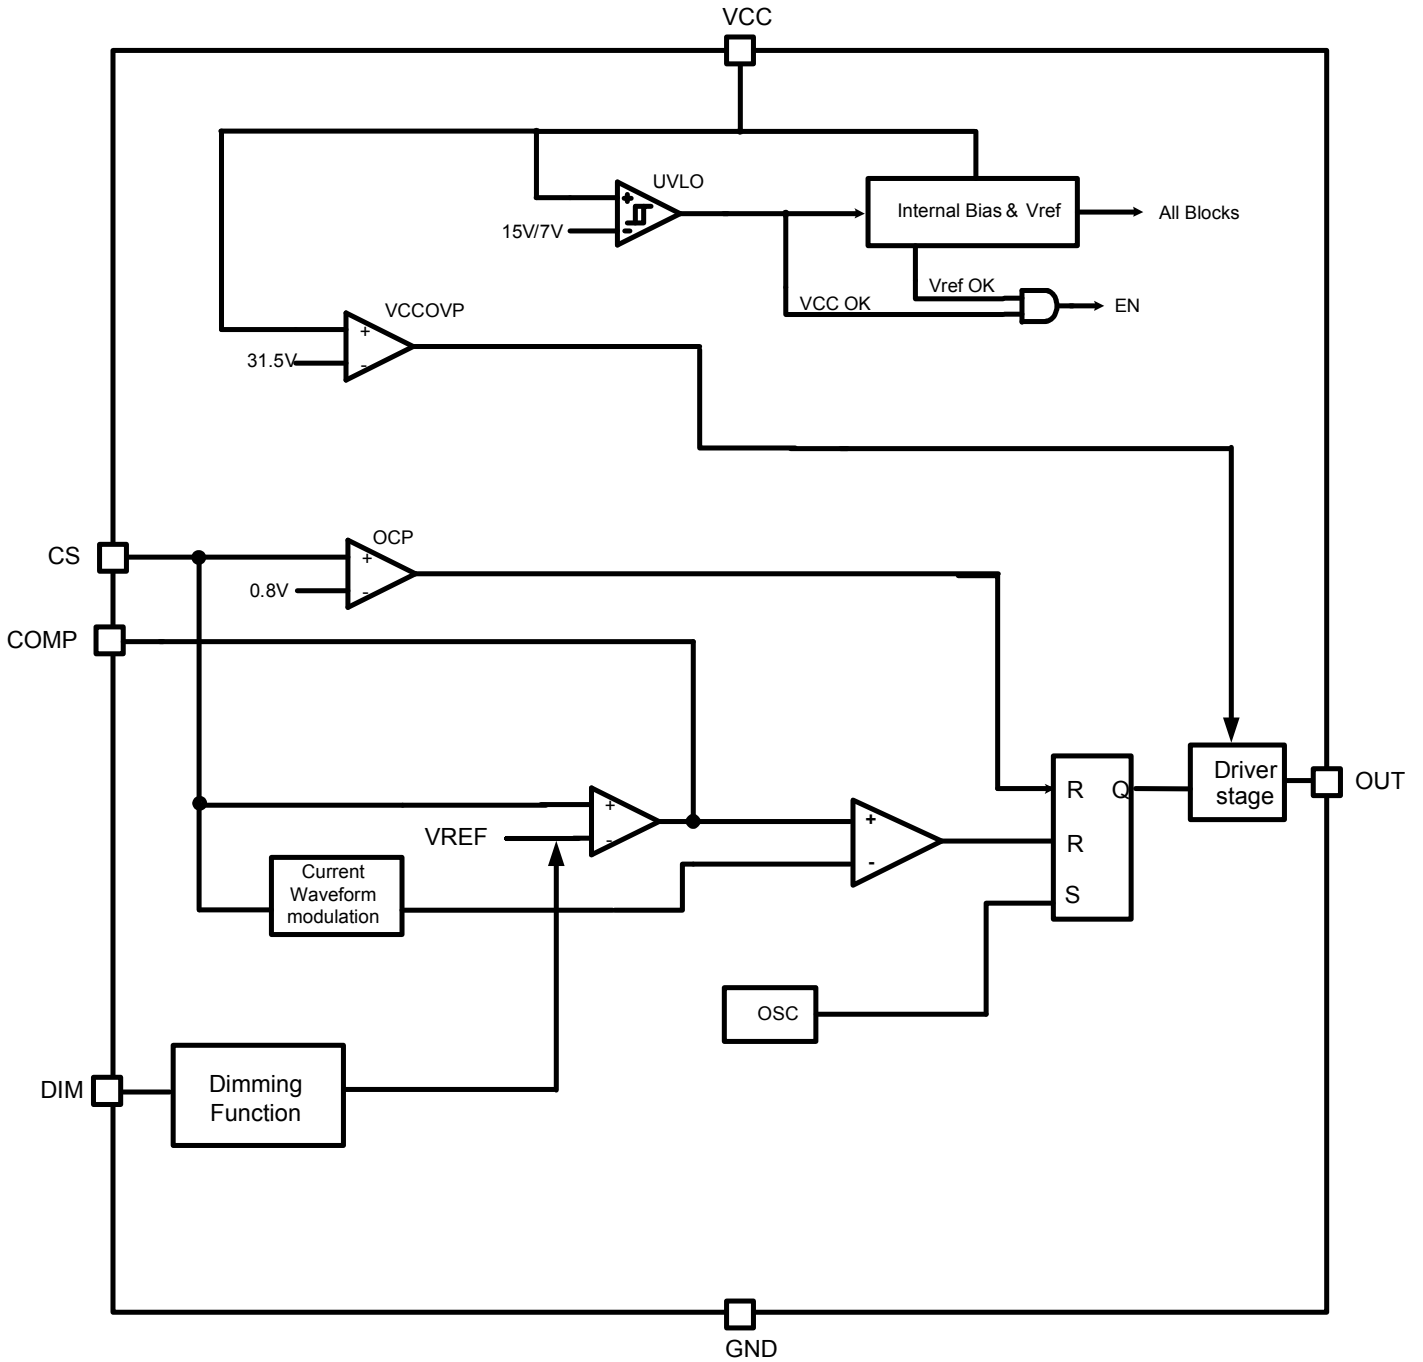 VCC
UVLO
+
15V/7V
-
Internal Bias & Vref
All Blocks
Vref OK
VCC OK
EN
VCCOVP
+
31.5V
-
CS
OCP
+
0.8V
-
COMP
+
VREF
-
+
-
Current
Waveform
modulation
R
Q
R
S
Driver
stage
OUT
OSC
DIM
Dimming
Function
GND